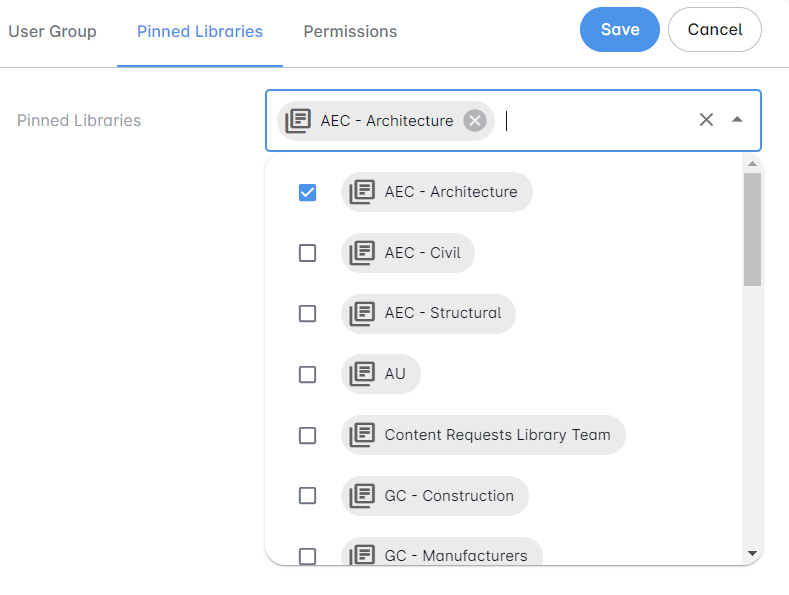 User Group Pinned Libraries Permissions Save Cancel
Pinned Libraries AEC - Architecture
AEC - Architecture
AEC - Civil
AEC - Structural
AU
Content Requests Library Team
GC - Construction
GC - Manufacturers